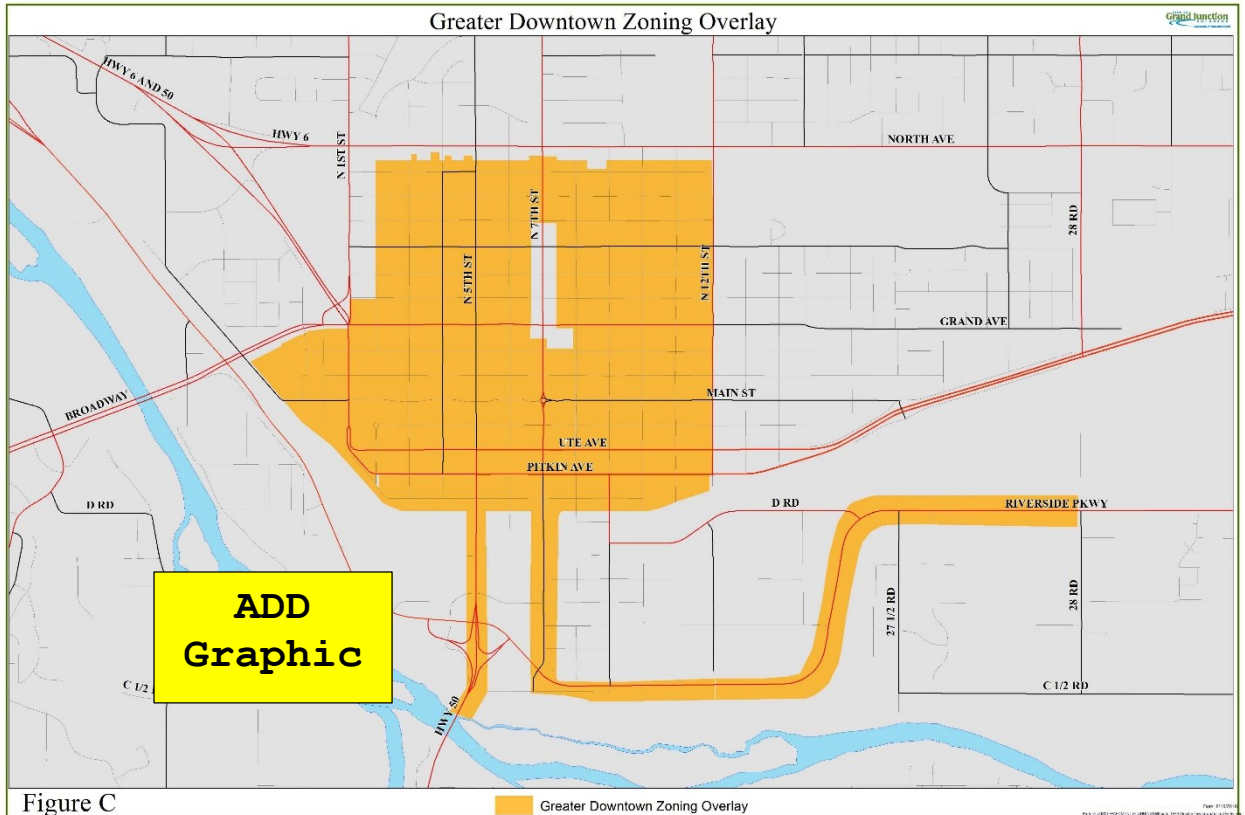 Greater Downtown Zoning Overlay
Grand Junction
HWY 6 AND 50
HWY 6
N 1ST ST
NORTH AVE
N 7TH ST
28 RD
N 5TH ST
N 12TH ST
GRAND AVE
BROADWAY
MAIN ST
UTE AVE
PITKIN AVE
D RD
D RD
RIVERSIDE PKWY
ADD
Graphic
27 1/2 RD
28 RD
C 1/2
C 1/2 RD
HWY 50
Figure C
Greater Downtown Zoning Overlay